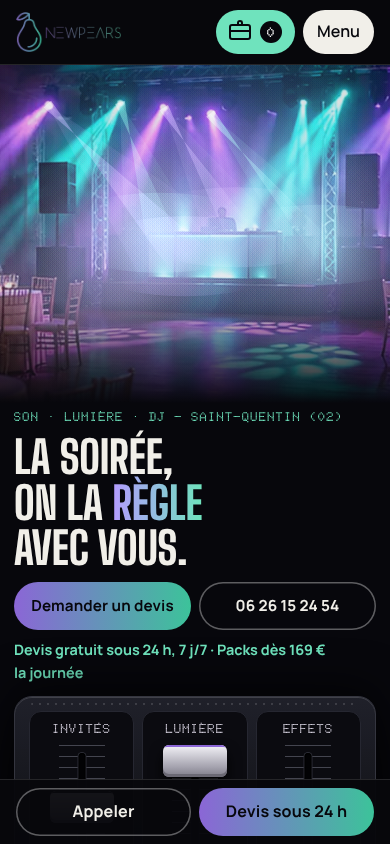 NEWPEARS
0
Menu
SON · LUMIÈRE · DJ — SAINT-QUENTIN (02)
LA SOIRÉE,
ON LA RÈGLE
AVEC VOUS.
Demander un devis
06 26 15 24 54
Devis gratuit sous 24 h, 7 j/7 · Packs dès 169 €
la journée
INVITÉS
LUMIÈRE
EFFETS
Appeler
Devis sous 24 h